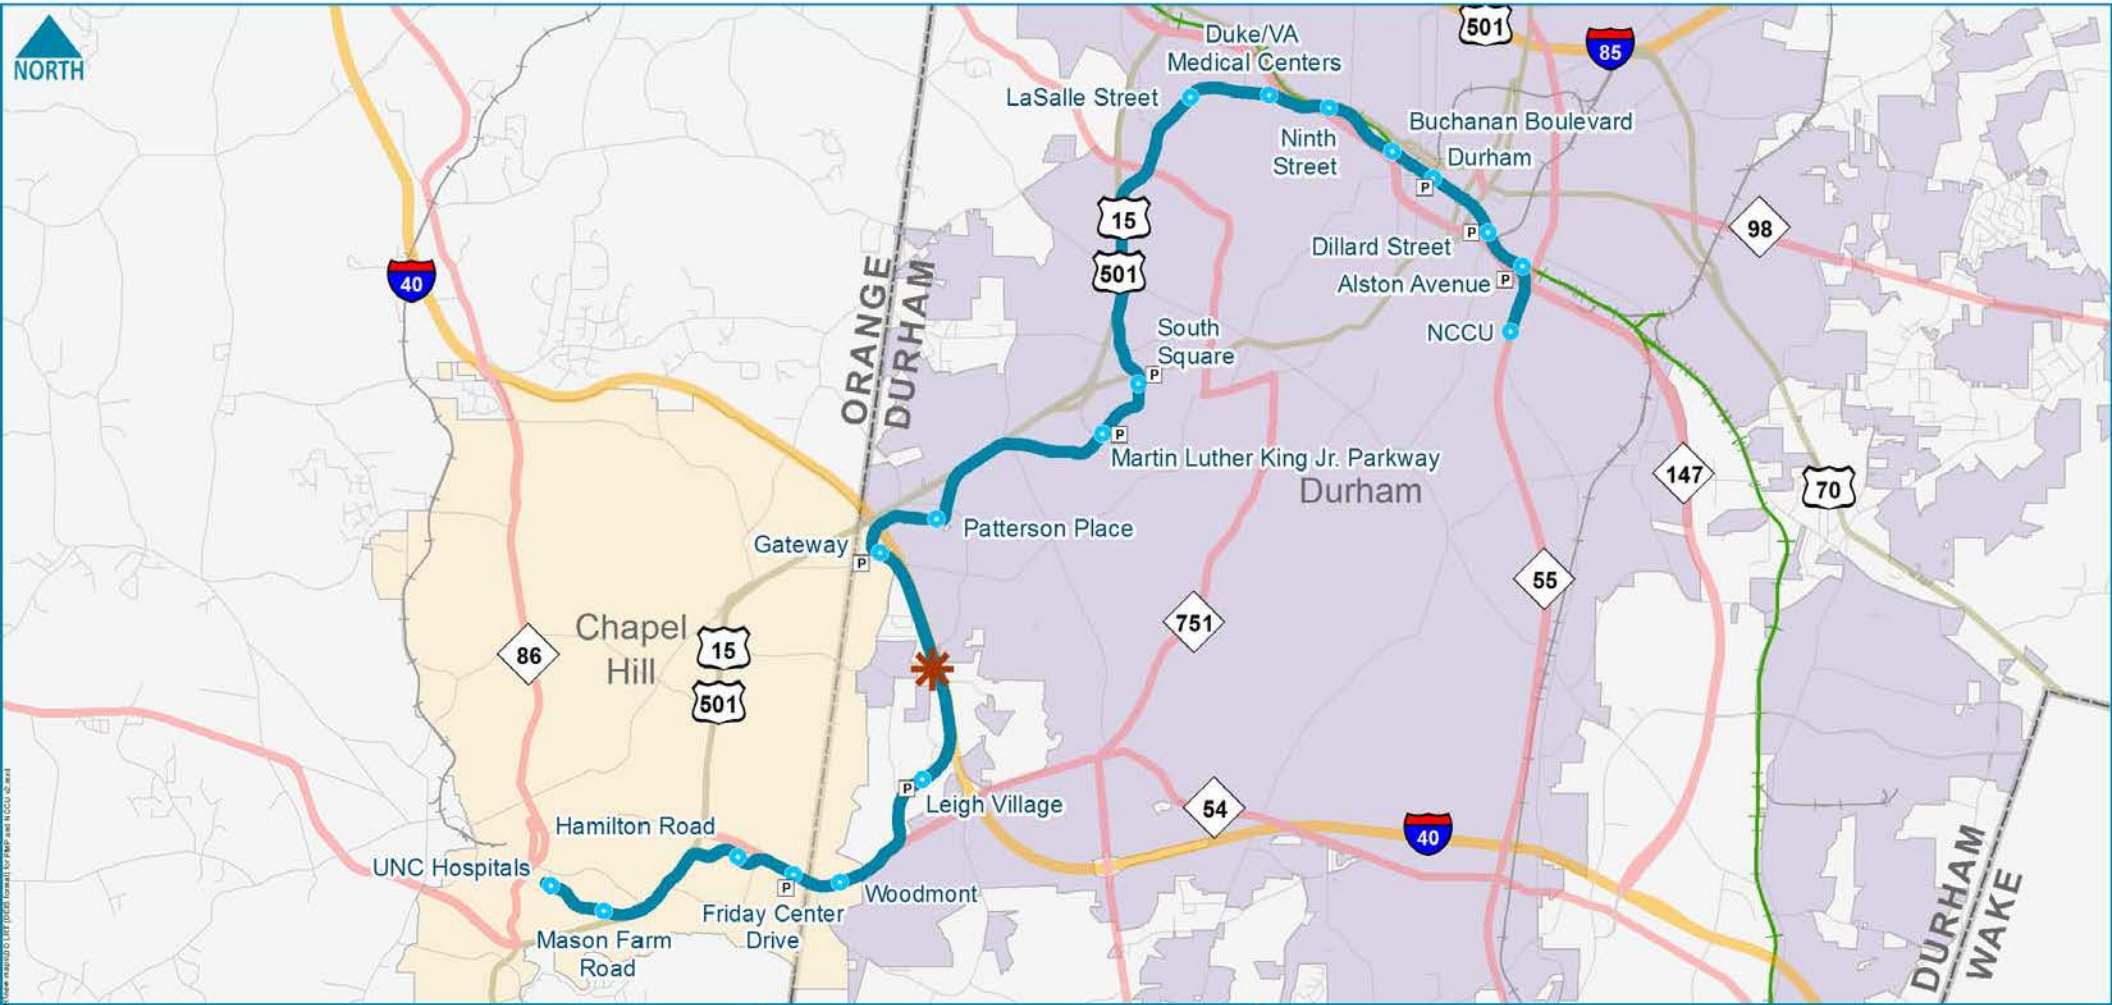 NORTH
501
85
Duke/VA
Medical Centers
LaSalle Street
Buchanan Boulevard
Ninth
Street
Durham
P
15
98
P
Dillard Street
501
40
Alston Avenue
P
ORANGE
DURHAM
NCCU
South
Square
P
P
Martin Luther King Jr. Parkway
Durham
147
70
Patterson Place
Gateway
P
55
Chapel
Hill
15
751
86
501
P
Leigh Village
54
40
Hamilton Road
UNC Hospitals
P
Woodmont
Friday Center
Drive
Mason Farm
Road
DURHAM
WAKE